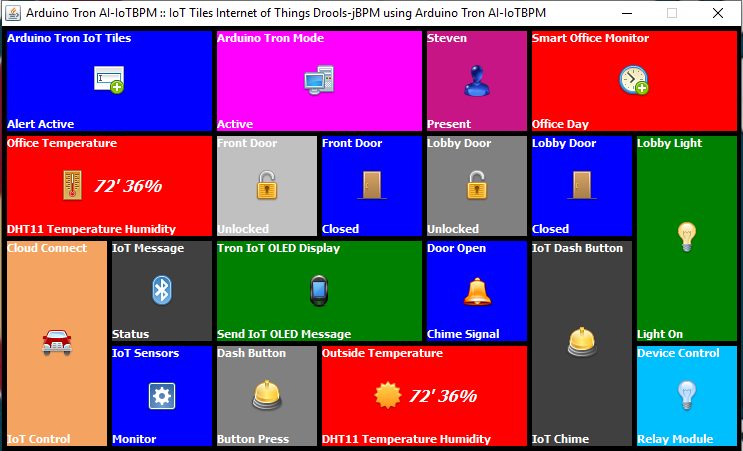 Arduino Tron AI-IoTBPM :: IoT Tiles Internet of Things Drools-jBPM using Arduino Tron AI-IoTBPM
Arduino Tron IoT Tiles
Alert Active
Arduino Tron Mode
Active
Steven
Present
Smart Office Monitor
Office Day
Office Temperature
72' 36%
DHT11 Temperature Humidity
Front Door
Unlocked
Front Door
Closed
Lobby Door
Unlocked
Lobby Door
Closed
Lobby Light
Light On
Cloud Connect
IoT Control
IoT Message
Status
Tron IoT OLED Display
Send IoT OLED Message
Door Open
Chime Signal
IoT Dash Button
IoT Chime
IoT Sensors
Monitor
Dash Button
Button Press
Outside Temperature
72' 36%
DHT11 Temperature Humidity
Device Control
Relay Module